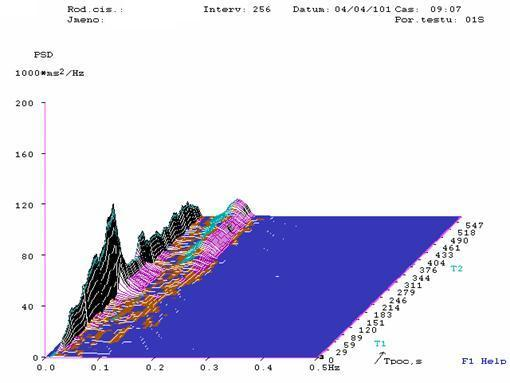 Rod.cis.: Interv: 256 Datum: 04/04/101 Cas: 09:07
Jmeno: Por.testu: 01S
PSD
1000*ms2/Hz
200
160
120
80
40
0
0.0 0.1 0.2 0.3 0.4 0.5Hz
0
29
59
89
120
151
183
214
246
279
311
344
376
404
433
461
490
518
547
T2
T1
Tpoc,s
F1 Help